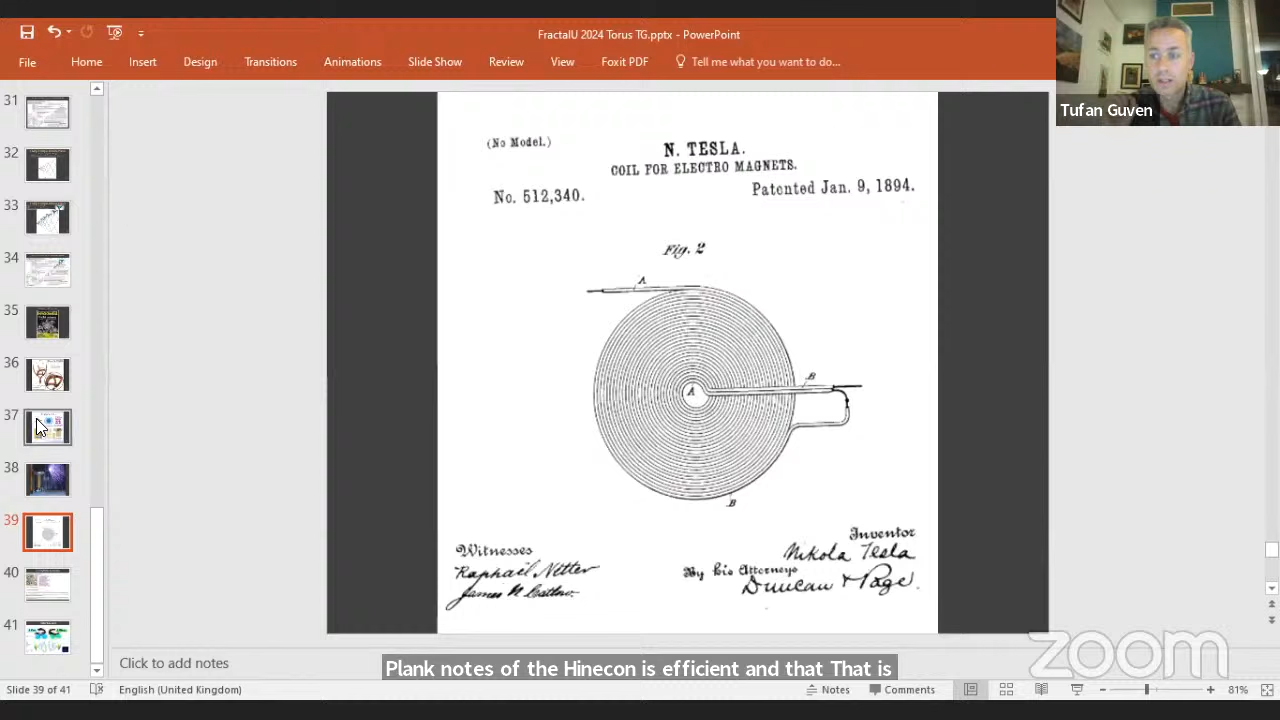 FractalU 2024 Torus TG.pptx - PowerPoint
File Home Insert Design Transitions Animations Slide Show Review View Foxit PDF Tell me what you want to do...
Tufan Guven
31
32
33
34
35
36
37
38
39
40
41
(No Model.)
N. TESLA.
COIL FOR ELECTRO MAGNETS.
No. 512,340.
Patented Jan. 9, 1894.
Fig. 2
A
B
A
B
Witnesses
Raphaël Netter
Inventor
Nikola Tesla
By his Attorneys
Duncan & Page.
zoom
Click to add notes
Plank notes of the Hinecon is efficient and that That is
Slide 39 of 41 English (United Kingdom) Notes Comments 81%